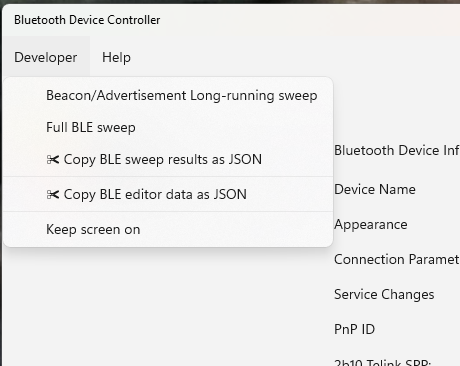 Bluetooth Device Controller
Developer Help
Beacon/Advertisement Long-running sweep
Full BLE sweep
Copy BLE sweep results as JSON
Copy BLE editor data as JSON
Keep screen on
Bluetooth Device Inf
Device Name
Appearance
Connection Paramet
Service Changes
PnP ID
2b10 Telink SPP: